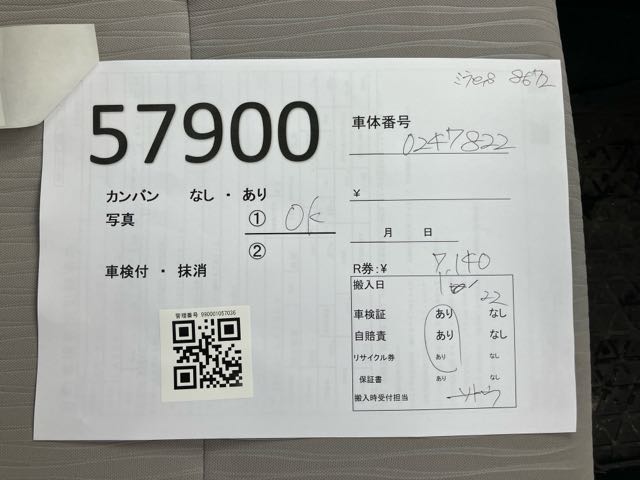 ミラ 8672
57900
車体番号
0247822
カンバン なし ・ あり
¥
写真 ① OK
②
月 日
車検付 ・ 抹消
R券:¥ 7,140
搬入日
22
管理番号 990001057036
車検証 あり なし
自賠責 あり なし
リサイクル券 あり なし
保証書 あり なし
搬入時受付担当